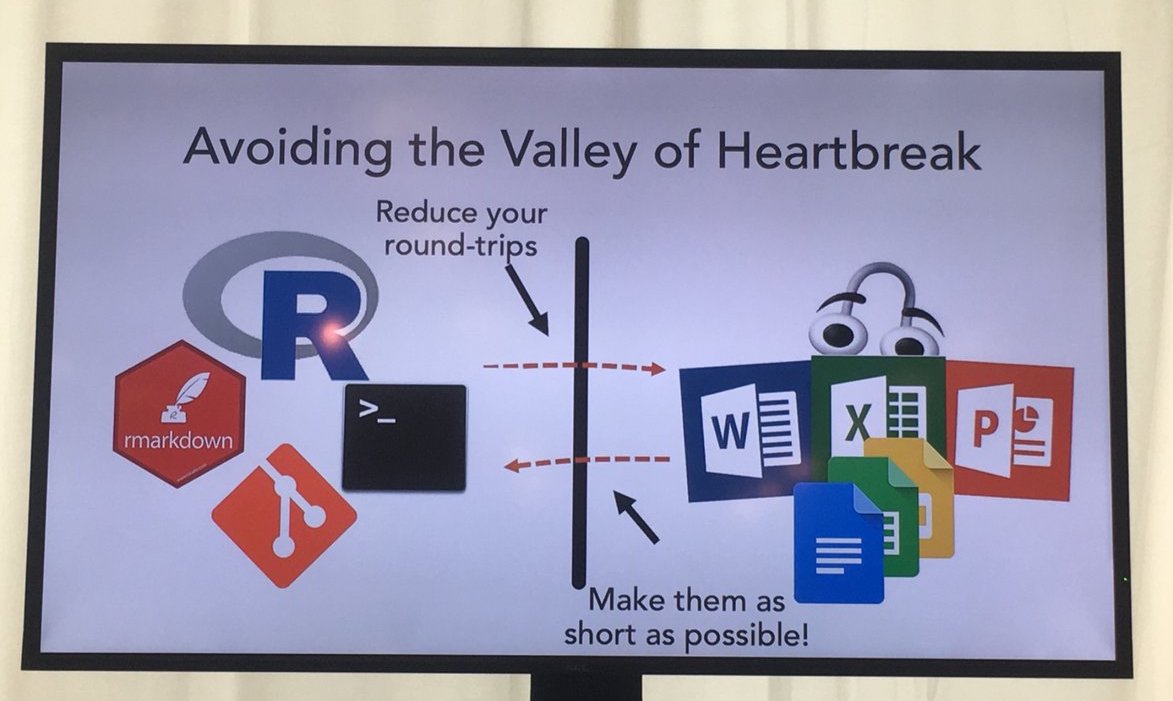 Avoiding the Valley of Heartbreak
Reduce your
round-trips
R
rmarkdown
>_
W
X
P
Make them as
short as possible!